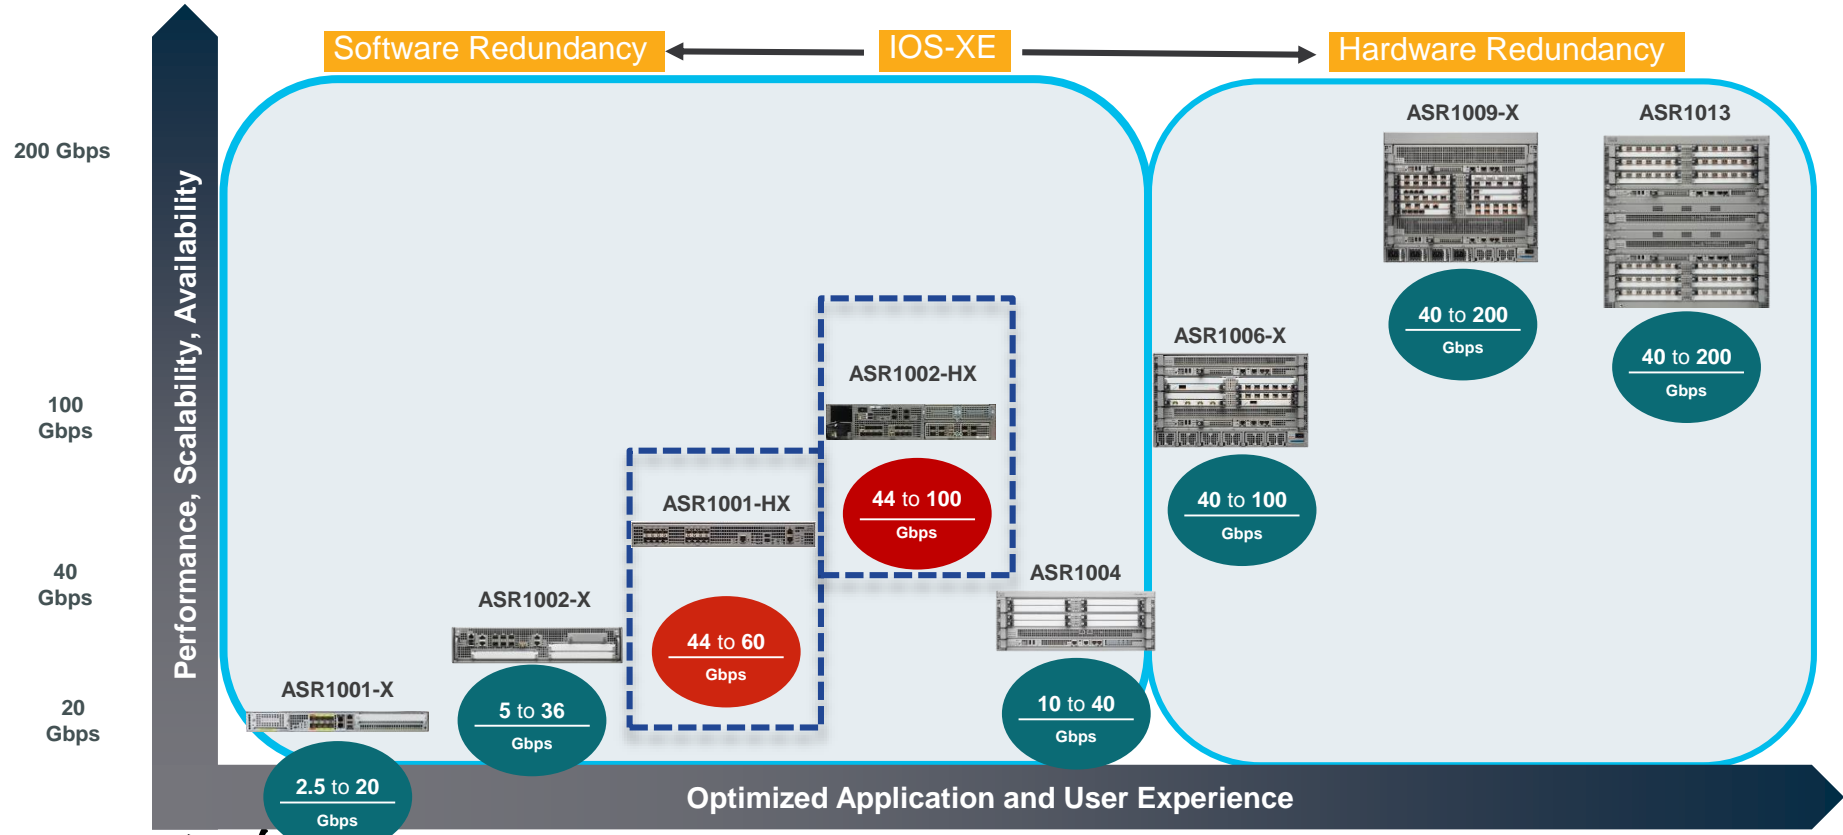 Software Redundancy
IOS-XE
Hardware Redundancy
ASR1009-X
ASR1013
200 Gbps
Performance, Scalability, Availability
40 to 200
Gbps
ASR1006-X
40 to 200
Gbps
ASR1002-HX
100
Gbps
44 to 100
Gbps
40 to 100
Gbps
ASR1001-HX
40
Gbps
ASR1004
ASR1002-X
44 to 60
Gbps
ASR1001-X
20
Gbps
5 to 36
Gbps
10 to 40
Gbps
2.5 to 20
Gbps
Optimized Application and User Experience